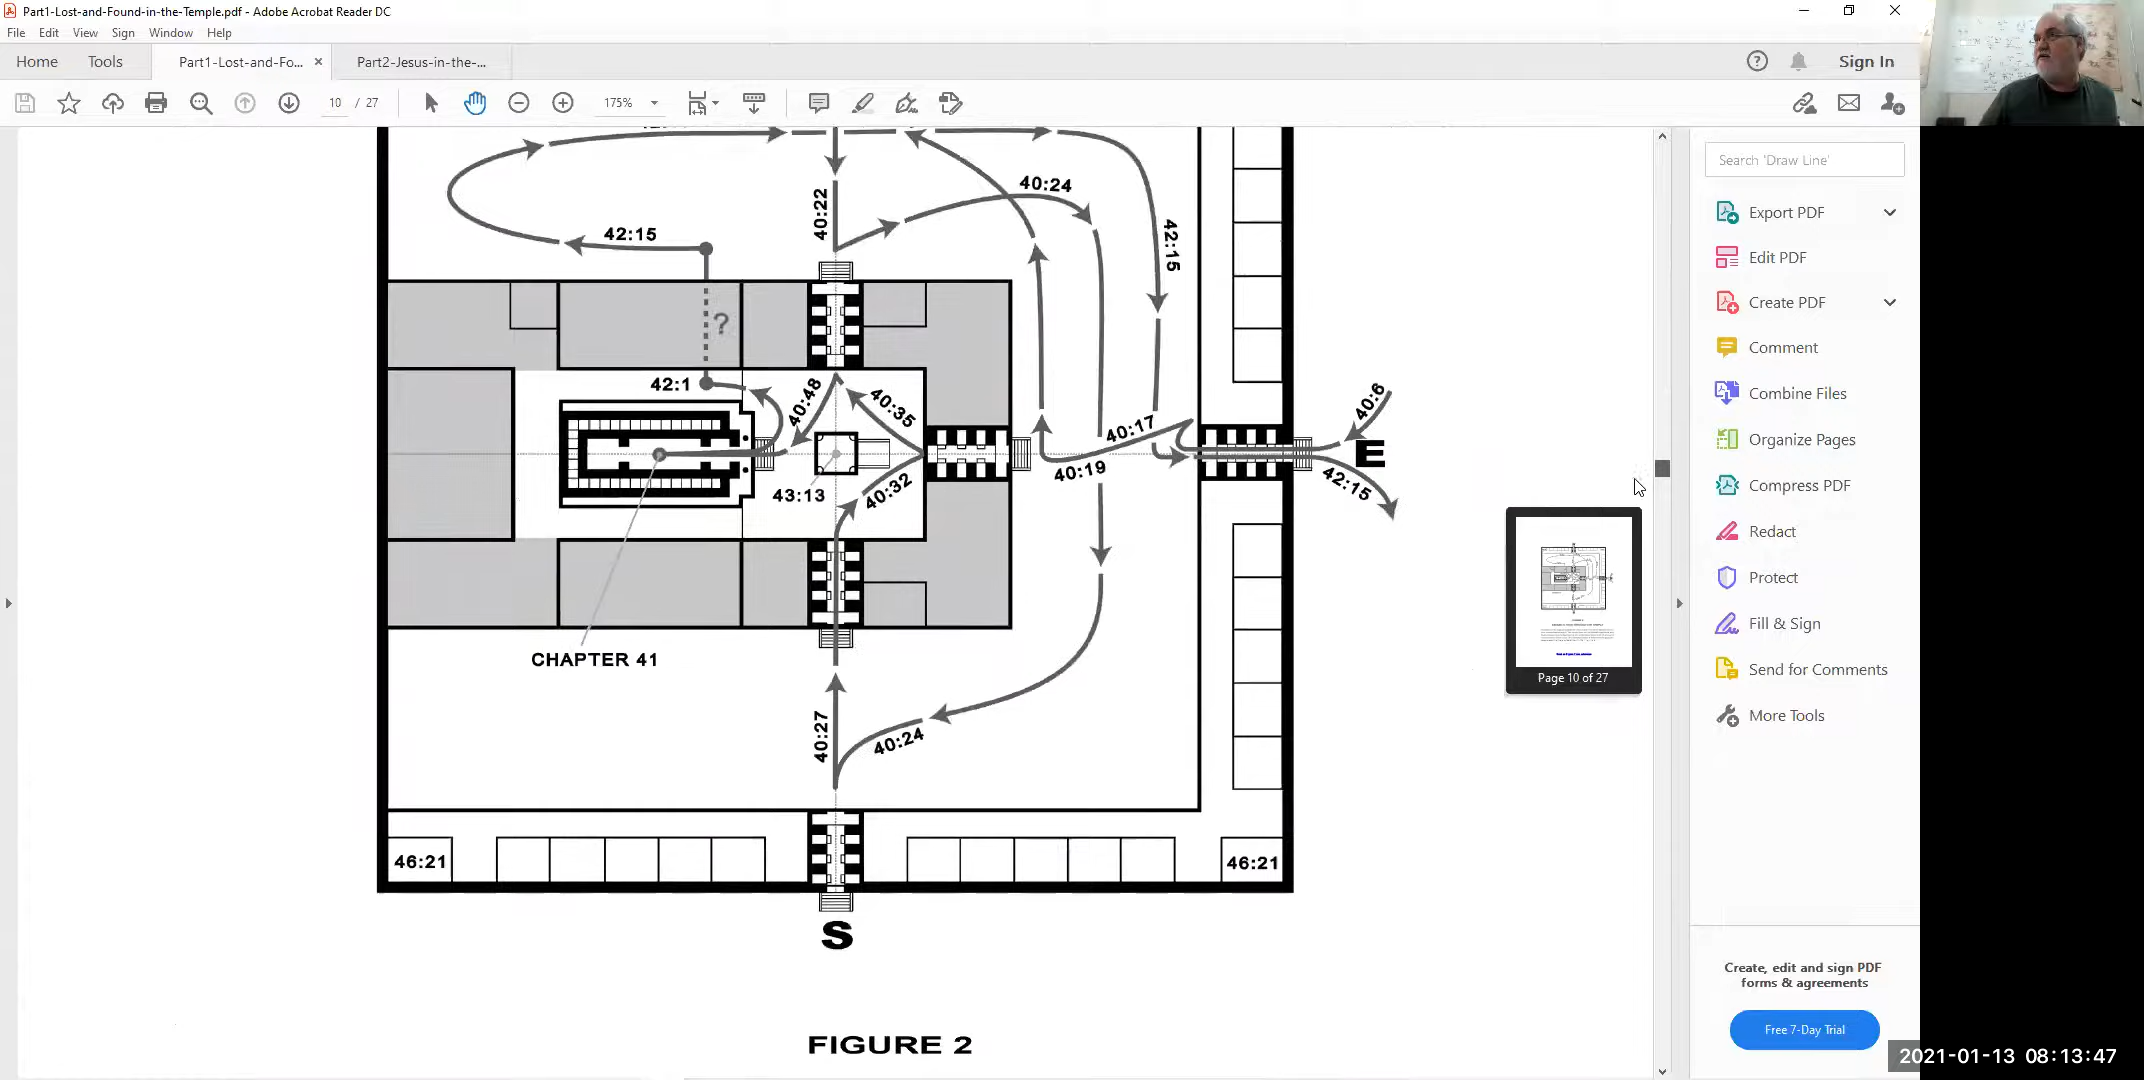 Part1-Lost-and-Found-in-the-Temple.pdf - Adobe Acrobat Reader DC
File Edit View Sign Window Help
Home Tools Part1-Lost-and-Fo... × Part2-Jesus-in-the-... Sign In
10 / 27 175%
Search 'Draw Line'
Export PDF
Edit PDF
Create PDF
Comment
Combine Files
Organize Pages
Compress PDF
Redact
Protect
Fill & Sign
Send for Comments
More Tools
Create, edit and sign PDF
forms & agreements
Free 7-Day Trial
40:24
40:22
42:15
42:15
?
42:1
40:48
40:35
40:6
40:17
E
40:19
42:15
43:13
40:32
CHAPTER 41
40:27
40:24
46:21
46:21
S
FIGURE 2
Page 10 of 27
2021-01-13 08:13:47